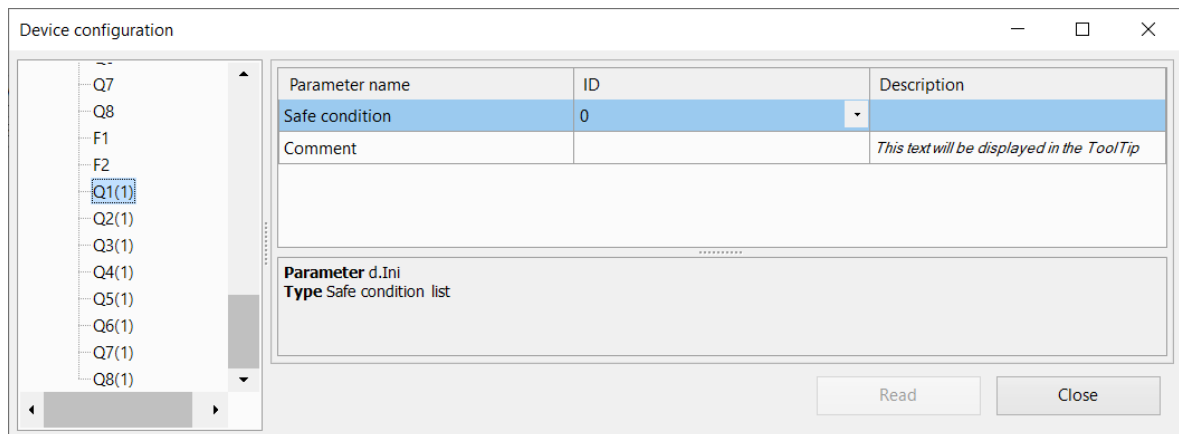 Device configuration
Q7
Q8
F1
F2
Q1(1)
Q2(1)
Q3(1)
Q4(1)
Q5(1)
Q6(1)
Q7(1)
Q8(1)
Parameter name ID Description
Safe condition 0
Comment This text will be displayed in the ToolTip
Parameter d.Ini
Type Safe condition list
Read Close